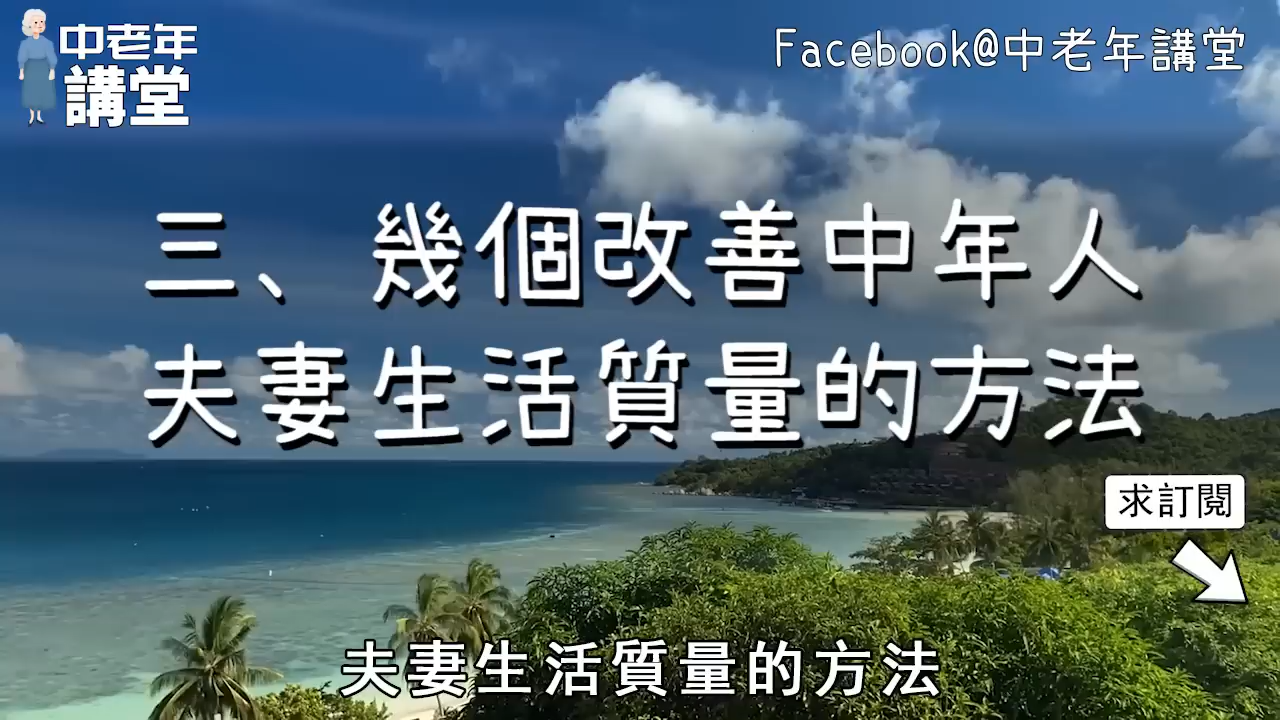 中老年
講堂
Facebook@中老年講堂
三、幾個改善中年人
夫妻生活質量的方法
求訂閱
夫妻生活質量的方法